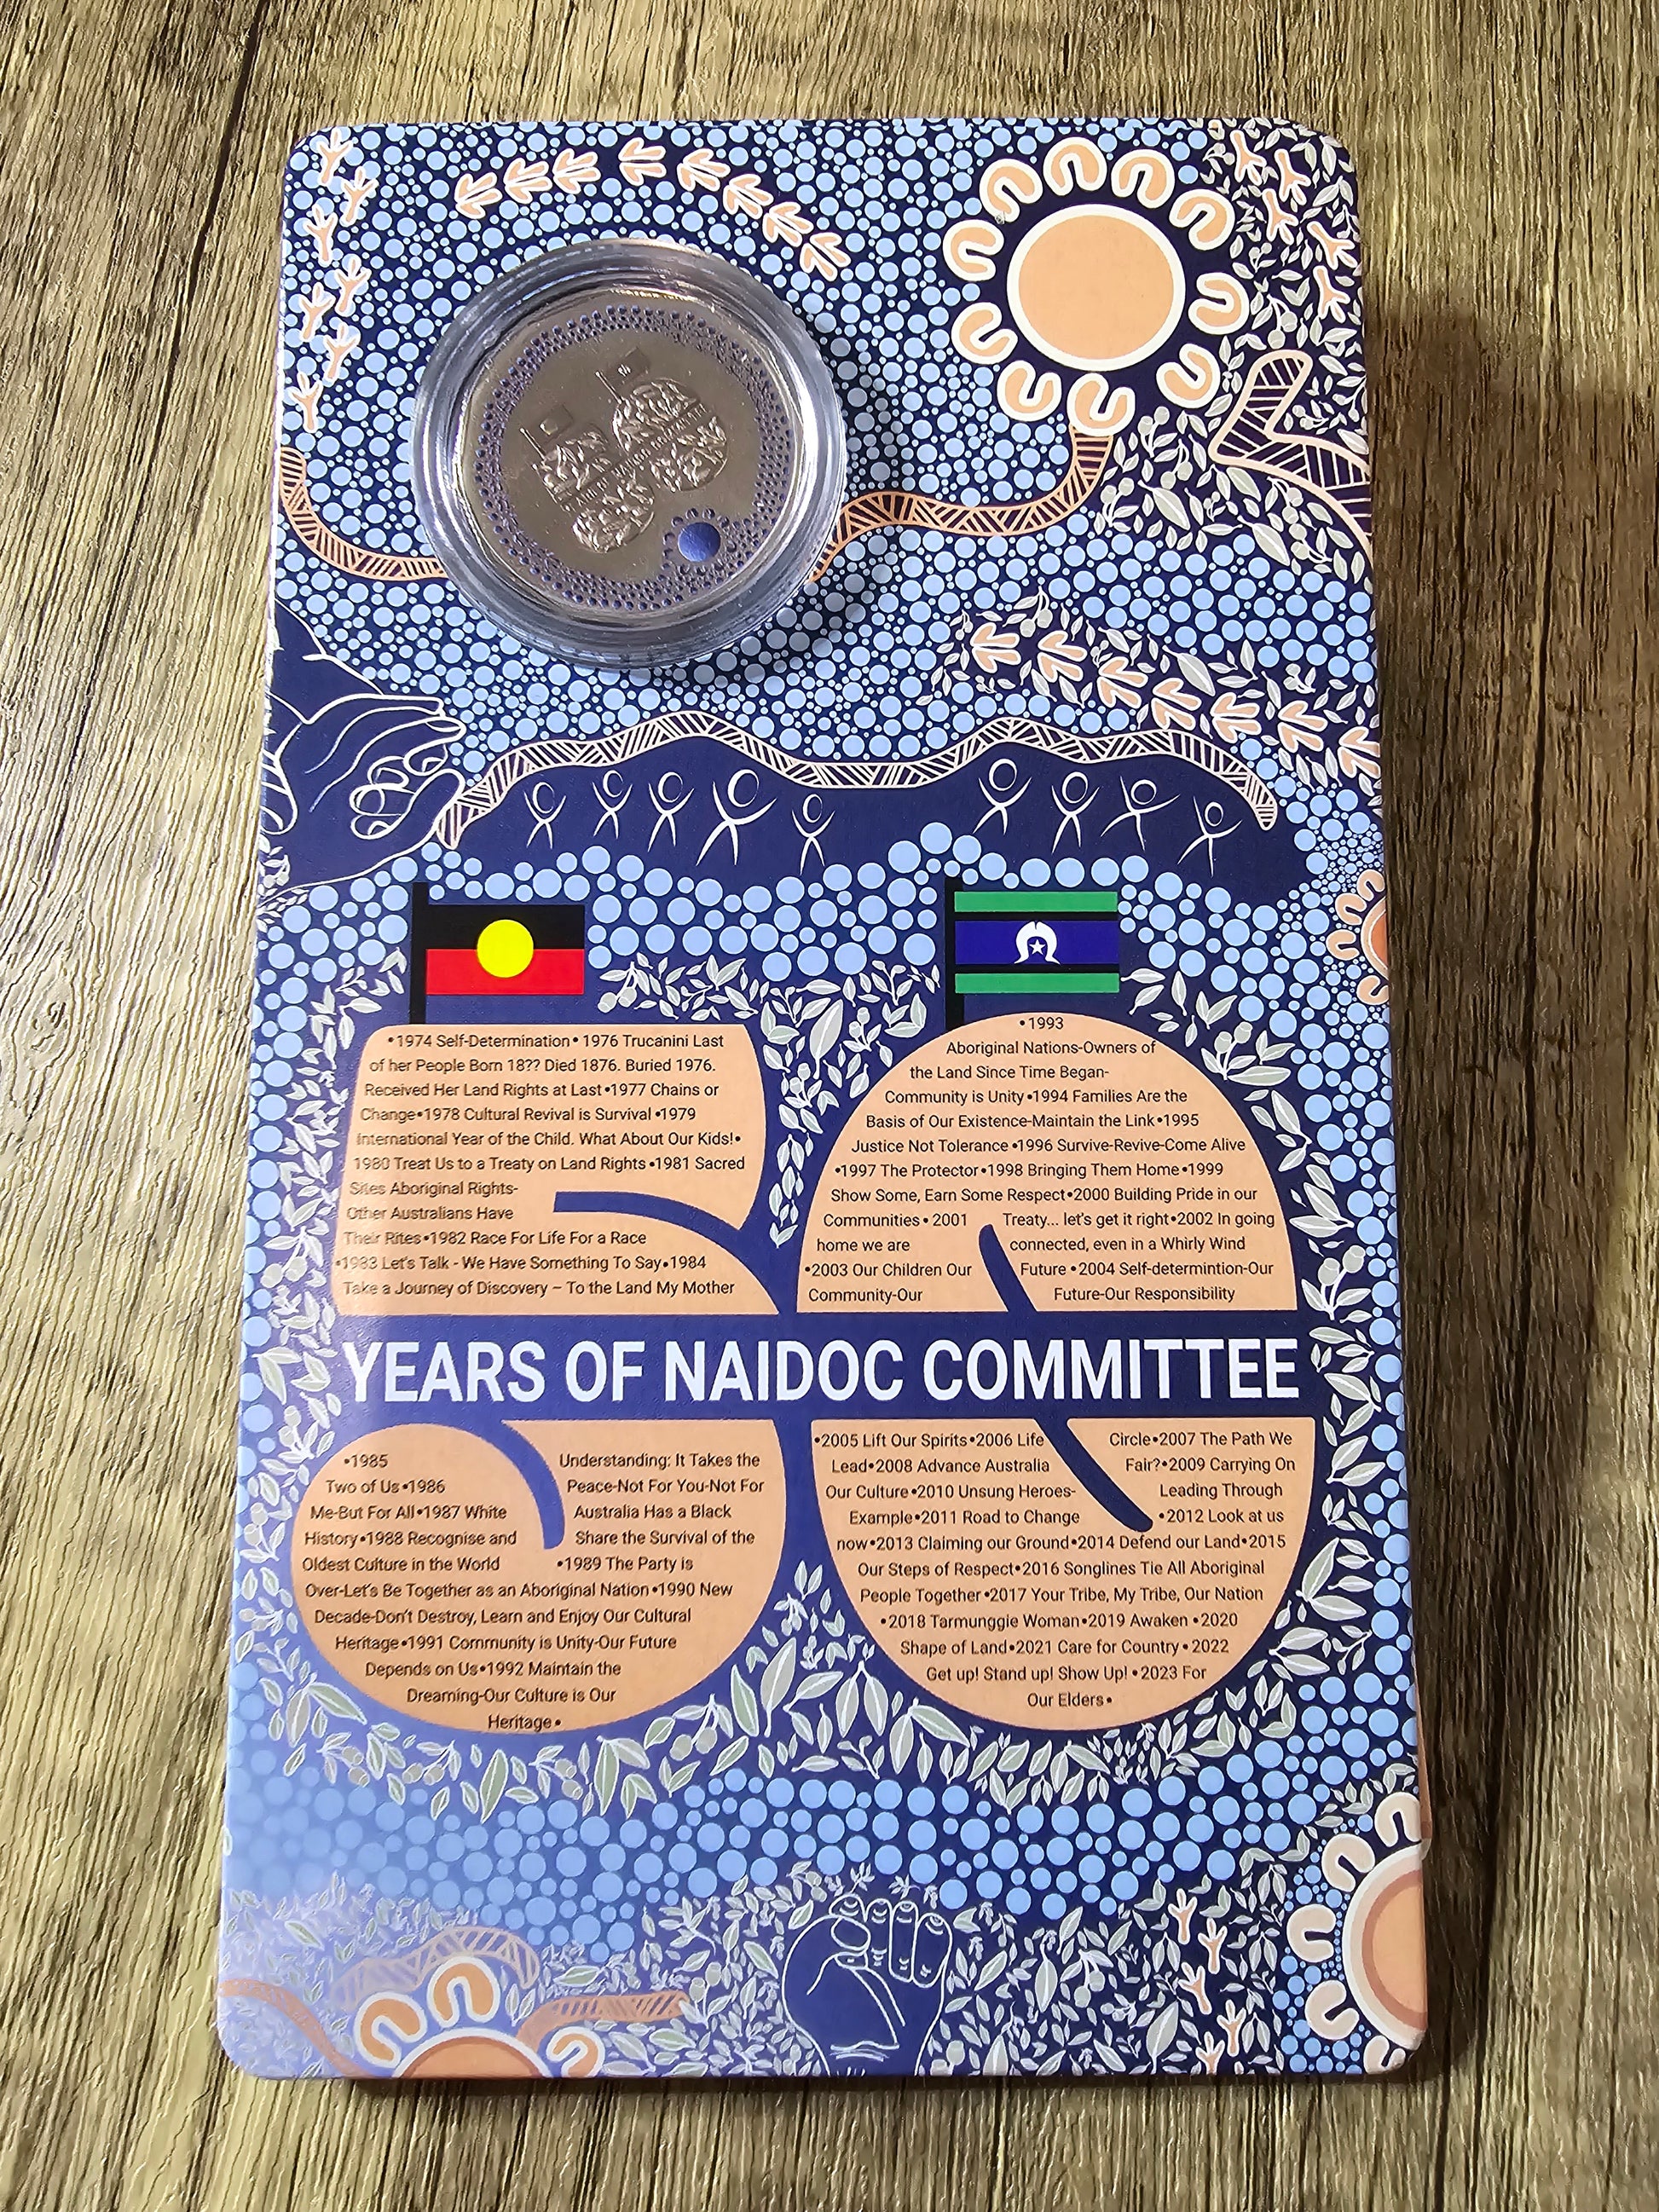 •1974 Self-Determination• 1976 Trucanini Last
of her People Born 18?? Died 1876. Buried 1976.
Received Her Land Rights at Last•1977 Chains or
Change•1978 Cultural Revival is Survival •1979
International Year of the Child. What About Our Kids!•
1980 Treat Us to a Treaty on Land Rights •1981 Sacred
Sites Aboriginal Rights-
Other Australians Have
Their Rites•1982 Race For Life For a Race
•1983 Let's Talk - We Have Something To Say•1984
Take a Journey of Discovery – To the Land My Mother
•1993
Aboriginal Nations-Owners of
the Land Since Time Began-
Community is Unity•1994 Families Are the
Basis of Our Existence-Maintain the Link•1995
Justice Not Tolerance •1996 Survive-Revive-Come Alive
•1997 The Protector•1998 Bringing Them Home•1999
Show Some, Earn Some Respect•2000 Building Pride in our
Communities • 2001 Treaty... let's get it right•2002 In going
home we are connected, even in a Whirly Wind
•2003 Our Children Our Future •2004 Self-determintion-Our
Community-Our Future-Our Responsibility
YEARS OF NAIDOC COMMITTEE
•1985 Understanding: It Takes the
Two of Us•1986 Peace-Not For You-Not For
Me-But For All•1987 White Australia Has a Black
History•1988 Recognise and Share the Survival of the
Oldest Culture in the World •1989 The Party is
Over-Let's Be Together as an Aboriginal Nation•1990 New
Decade-Don't Destroy, Learn and Enjoy Our Cultural
Heritage•1991 Community is Unity-Our Future
Depends on Us•1992 Maintain the
Dreaming-Our Culture is Our
Heritage•
•2005 Lift Our Spirits•2006 Life Circle•2007 The Path We
Lead•2008 Advance Australia Fair?•2009 Carrying On
Our Culture•2010 Unsung Heroes- Leading Through
Example•2011 Road to Change •2012 Look at us
now•2013 Claiming our Ground•2014 Defend our Land•2015
Our Steps of Respect•2016 Songlines Tie All Aboriginal
People Together•2017 Your Tribe, My Tribe, Our Nation
•2018 Tarmunggie Woman•2019 Awaken •2020
Shape of Land•2021 Care for Country • 2022
Get up! Stand up! Show Up! •2023 For
Our Elders•